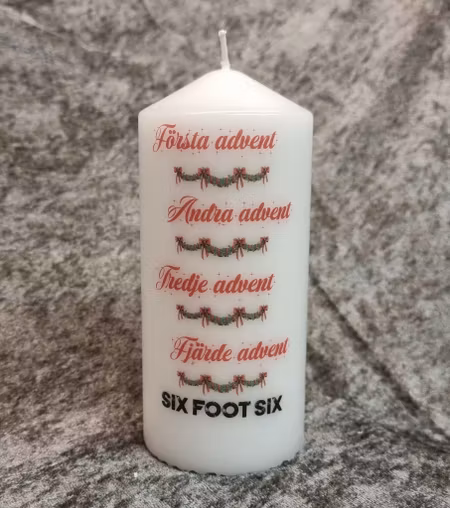 Första advent
Andra advent
Tredje advent
Fjärde advent
SIX FOOT SIX